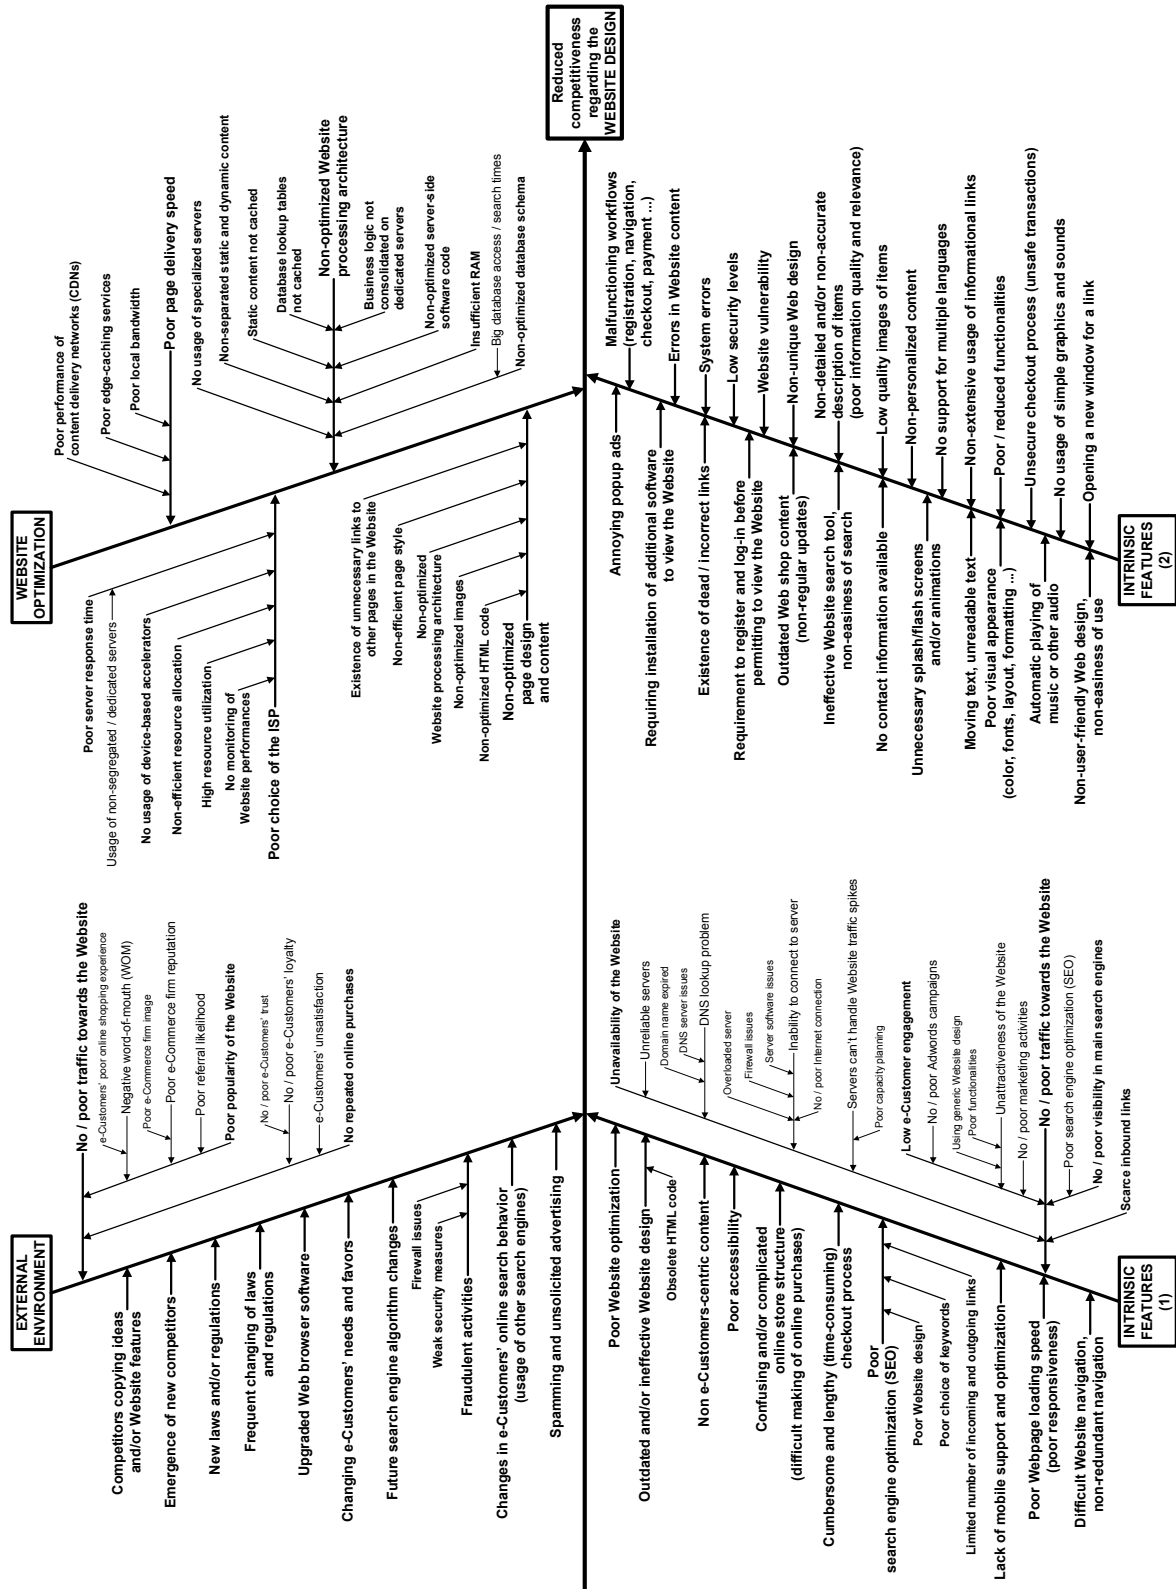 EXTERNAL
ENVIRONMENT
No / poor traffic towards the Website
e-Customers' poor online shopping experience
Negative word-of-mouth (WOM)
Poor e-Commerce firm image
Poor e-Commerce firm reputation
Poor referral likelihood
Poor popularity of the Website
No / poor e-Customers' trust
No / poor e-Customers' loyalty
e-Customers' unsatisfaction
No repeated online purchases
Competitors copying ideas
and/or Website features
Emergence of new competitors
New laws and/or regulations
Frequent changing of laws
and regulations
Upgraded Web browser software
Changing e-Customers' needs and favors
Future search engine algorithm changes
Firewall issues
Weak security measures
Fraudulent activities
Changes in e-Customers' online search behavior
(usage of other search engines)
Spamming and unsolicited advertising
WEBSITE
OPTIMIZATION
Poor performance of
content delivery networks (CDNs)
Poor edge-caching services
Poor local bandwidth
Poor page delivery speed
No usage of specialized servers
Non-separated static and dynamic content
Static content not cached
Database lookup tables
not cached
Non-optimized Website
processing architecture
Business logic not
consolidated on
dedicated servers
Non-optimized server-side
software code
Insufficient RAM
Big database access / search times
Non-optimized database schema
Poor server response time
Usage of non-segregated / dedicated servers
No usage of device-based accelerators
Non-efficient resource allocation
High resource utilization
No monitoring of
Website performances
Poor choice of the ISP
Existence of unnecessary links to
other pages in the Website
Non-efficient page style
Non-optimized
Website processing architecture
Non-optimized images
Non-optimized HTML code
Non-optimized
page design
and content
Reduced
competitiveness
regarding the
WEBSITE DESIGN
Unavailability of the Website
Unreliable servers
Domain name expired
DNS server issues
DNS lookup problem
Overloaded server
Firewall issues
Server software issues
Inability to connect to server
No / poor Internet connection
Servers can't handle Website traffic spikes
Poor capacity planning
Low e-Customer engagement
No / poor Adwords campaigns
Using generic Website design
Poor functionalities
Unattractiveness of the Website
No / poor marketing activities
No / poor traffic towards the Website
Poor search engine optimization (SEO)
No / poor visibility in main search engines
Scarce inbound links
Poor Website optimization
Outdated and/or ineffective Website design
Obsolete HTML code
Non e-Customers-centric content
Poor accessibility
Confusing and/or complicated
online store structure
(difficult making of online purchases)
Cumbersome and lengthy (time-consuming)
checkout process
Poor
search engine optimization (SEO)
Poor Website design
Poor choice of keywords
Limited number of incoming and outgoing links
Lack of mobile support and optimization
Poor Webpage loading speed
(poor responsiveness)
Difficult Website navigation,
non-redundant navigation
INTRINSIC
FEATURES
(1)
Malfunctioning workflows
(registration, navigation,
checkout, payment ...)
Errors in Website content
System errors
Low security levels
Website vulnerability
Non-unique Web design
Non-detailed and/or non-accurate
description of items
(poor information quality and relevance)
Low quality images of items
Non-personalized content
No support for multiple languages
Non-extensive usage of informational links
Poor / reduced functionalities
Unsecure checkout process (unsafe transactions)
No usage of simple graphics and sounds
Opening a new window for a link
Annoying popup ads
Requiring installation of additional software
to view the Website
Existence of dead / incorrect links
Requirement to register and log-in before
permitting to view the Website
Outdated Web shop content
(non-regular updates)
Ineffective Website search tool,
non-easiness of search
No contact information available
Unnecessary splash/flash screens
and/or animations
Moving text, unreadable text
Poor visual appearance
(color, fonts, layout, formatting ...)
Automatic playing of
music or other audio
Non-user-friendly Web design,
non-easiness of use
INTRINSIC
FEATURES
(2)